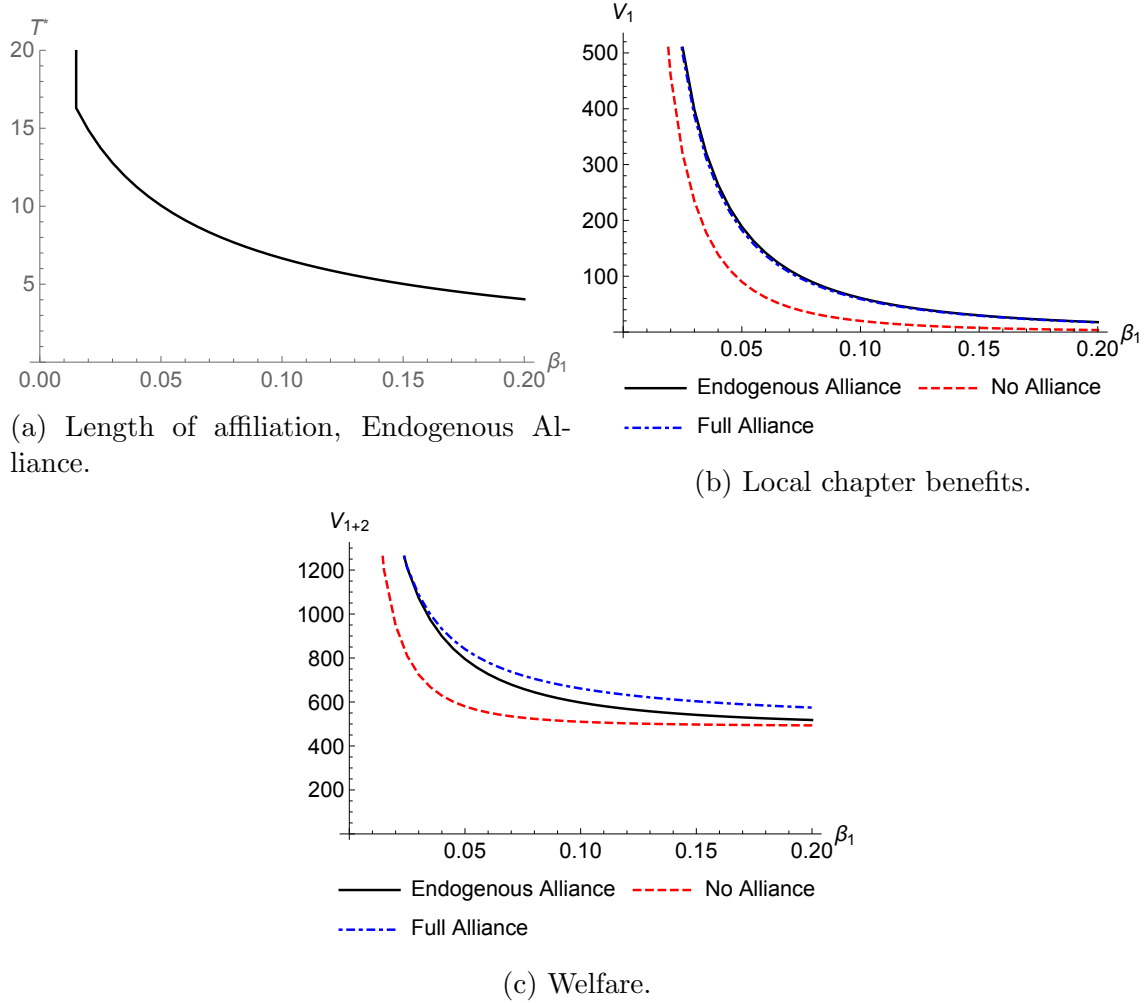 T*
20
15
10
5
0.00 0.05 0.10 0.15 0.20 β1
(a) Length of affiliation, Endogenous Al-
liance.
V1
500
400
300
200
100
0.05 0.10 0.15 0.20 β1
Endogenous Alliance No Alliance
Full Alliance
(b) Local chapter benefits.
V1+2
1200
1000
800
600
400
200
0.05 0.10 0.15 0.20 β1
Endogenous Alliance No Alliance
Full Alliance
(c) Welfare.